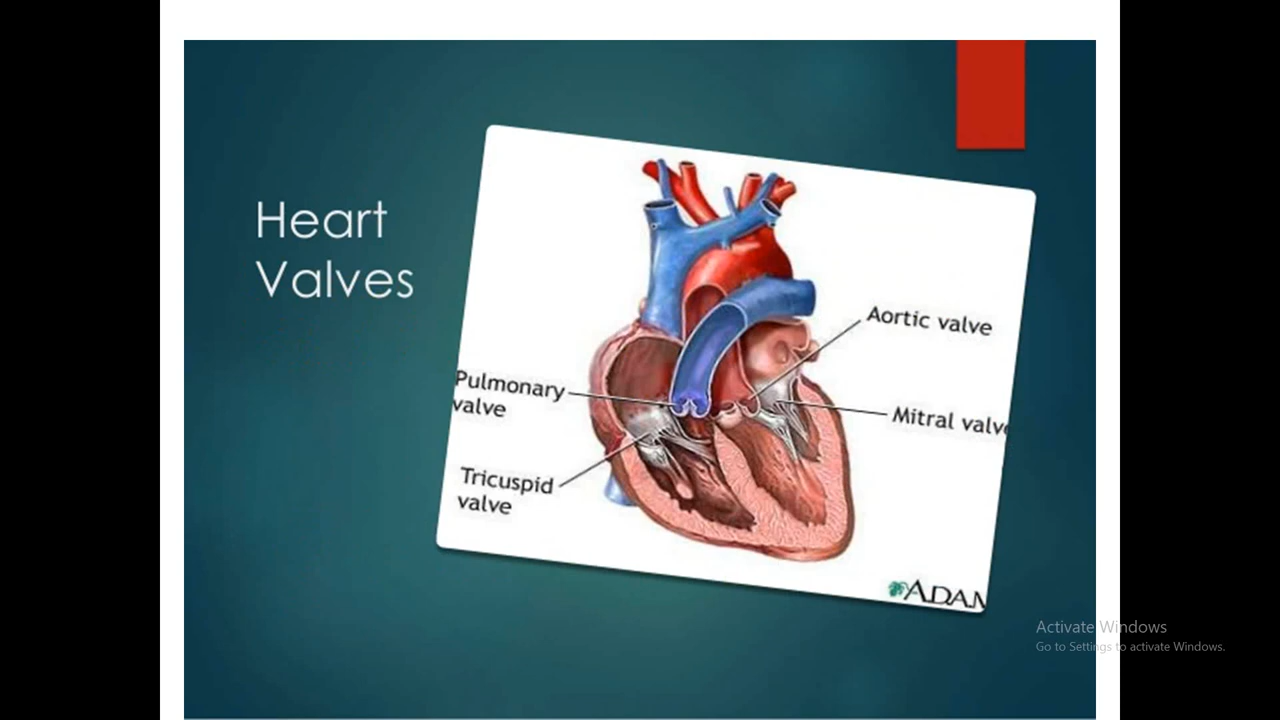 Heart
Valves
Aortic valve
Pulmonary
valve
Mitral valve
Tricuspid
valve
ADAM
Activate Windows
Go to Settings to activate Windows.